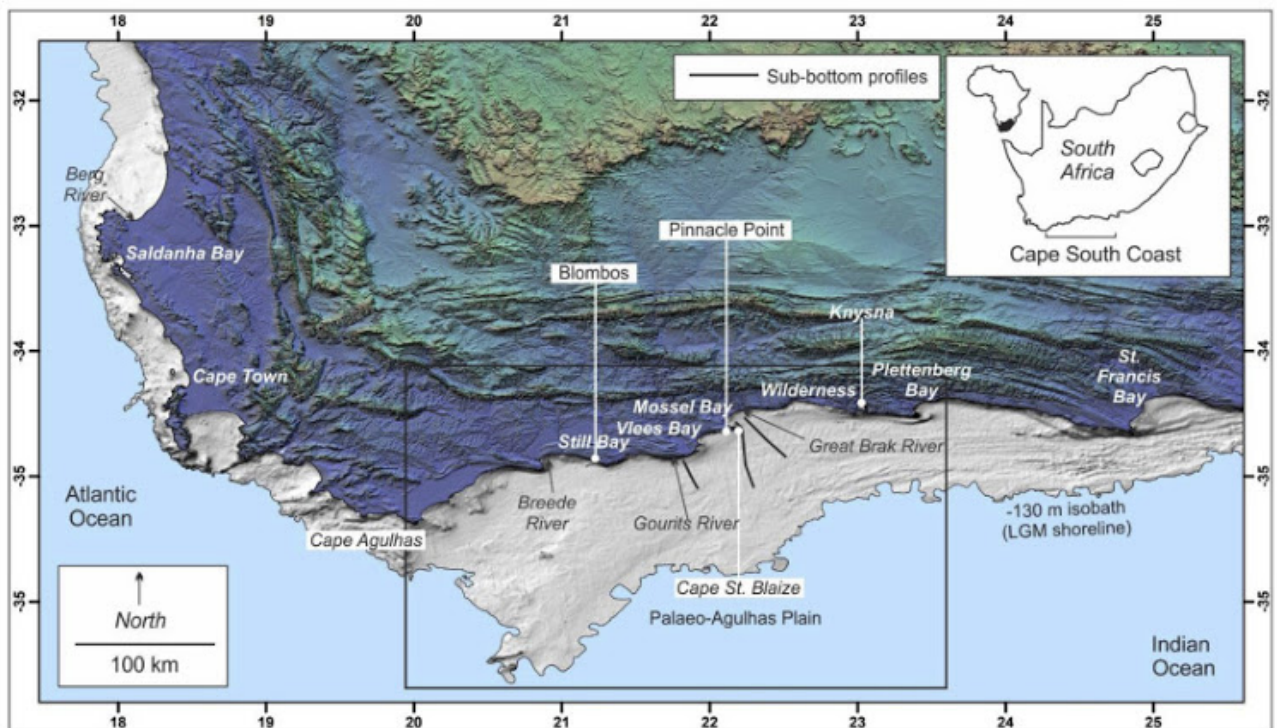 18 19 20 21 22 23 24 25
Sub-bottom profiles
-32
-32
South
Africa
Cape South Coast
Berg
River
-33
-33
Saldanha Bay
Pinnacle Point
Blombos
Knysna
-34
-34
Cape Town
Plettenberg
Bay
St.
Francis
Bay
Wilderness
Mossel Bay
Vlees Bay
Still Bay
Great Brak River
-35
-35
Atlantic
Ocean
Breede
River
Gourits River
-130 m isobath
(LGM shoreline)
Cape Agulhas
Cape St. Blaize
Palaeo-Agulhas Plain
-35
-35
North
100 km
Indian
Ocean
18 19 20 21 22 23 24 25